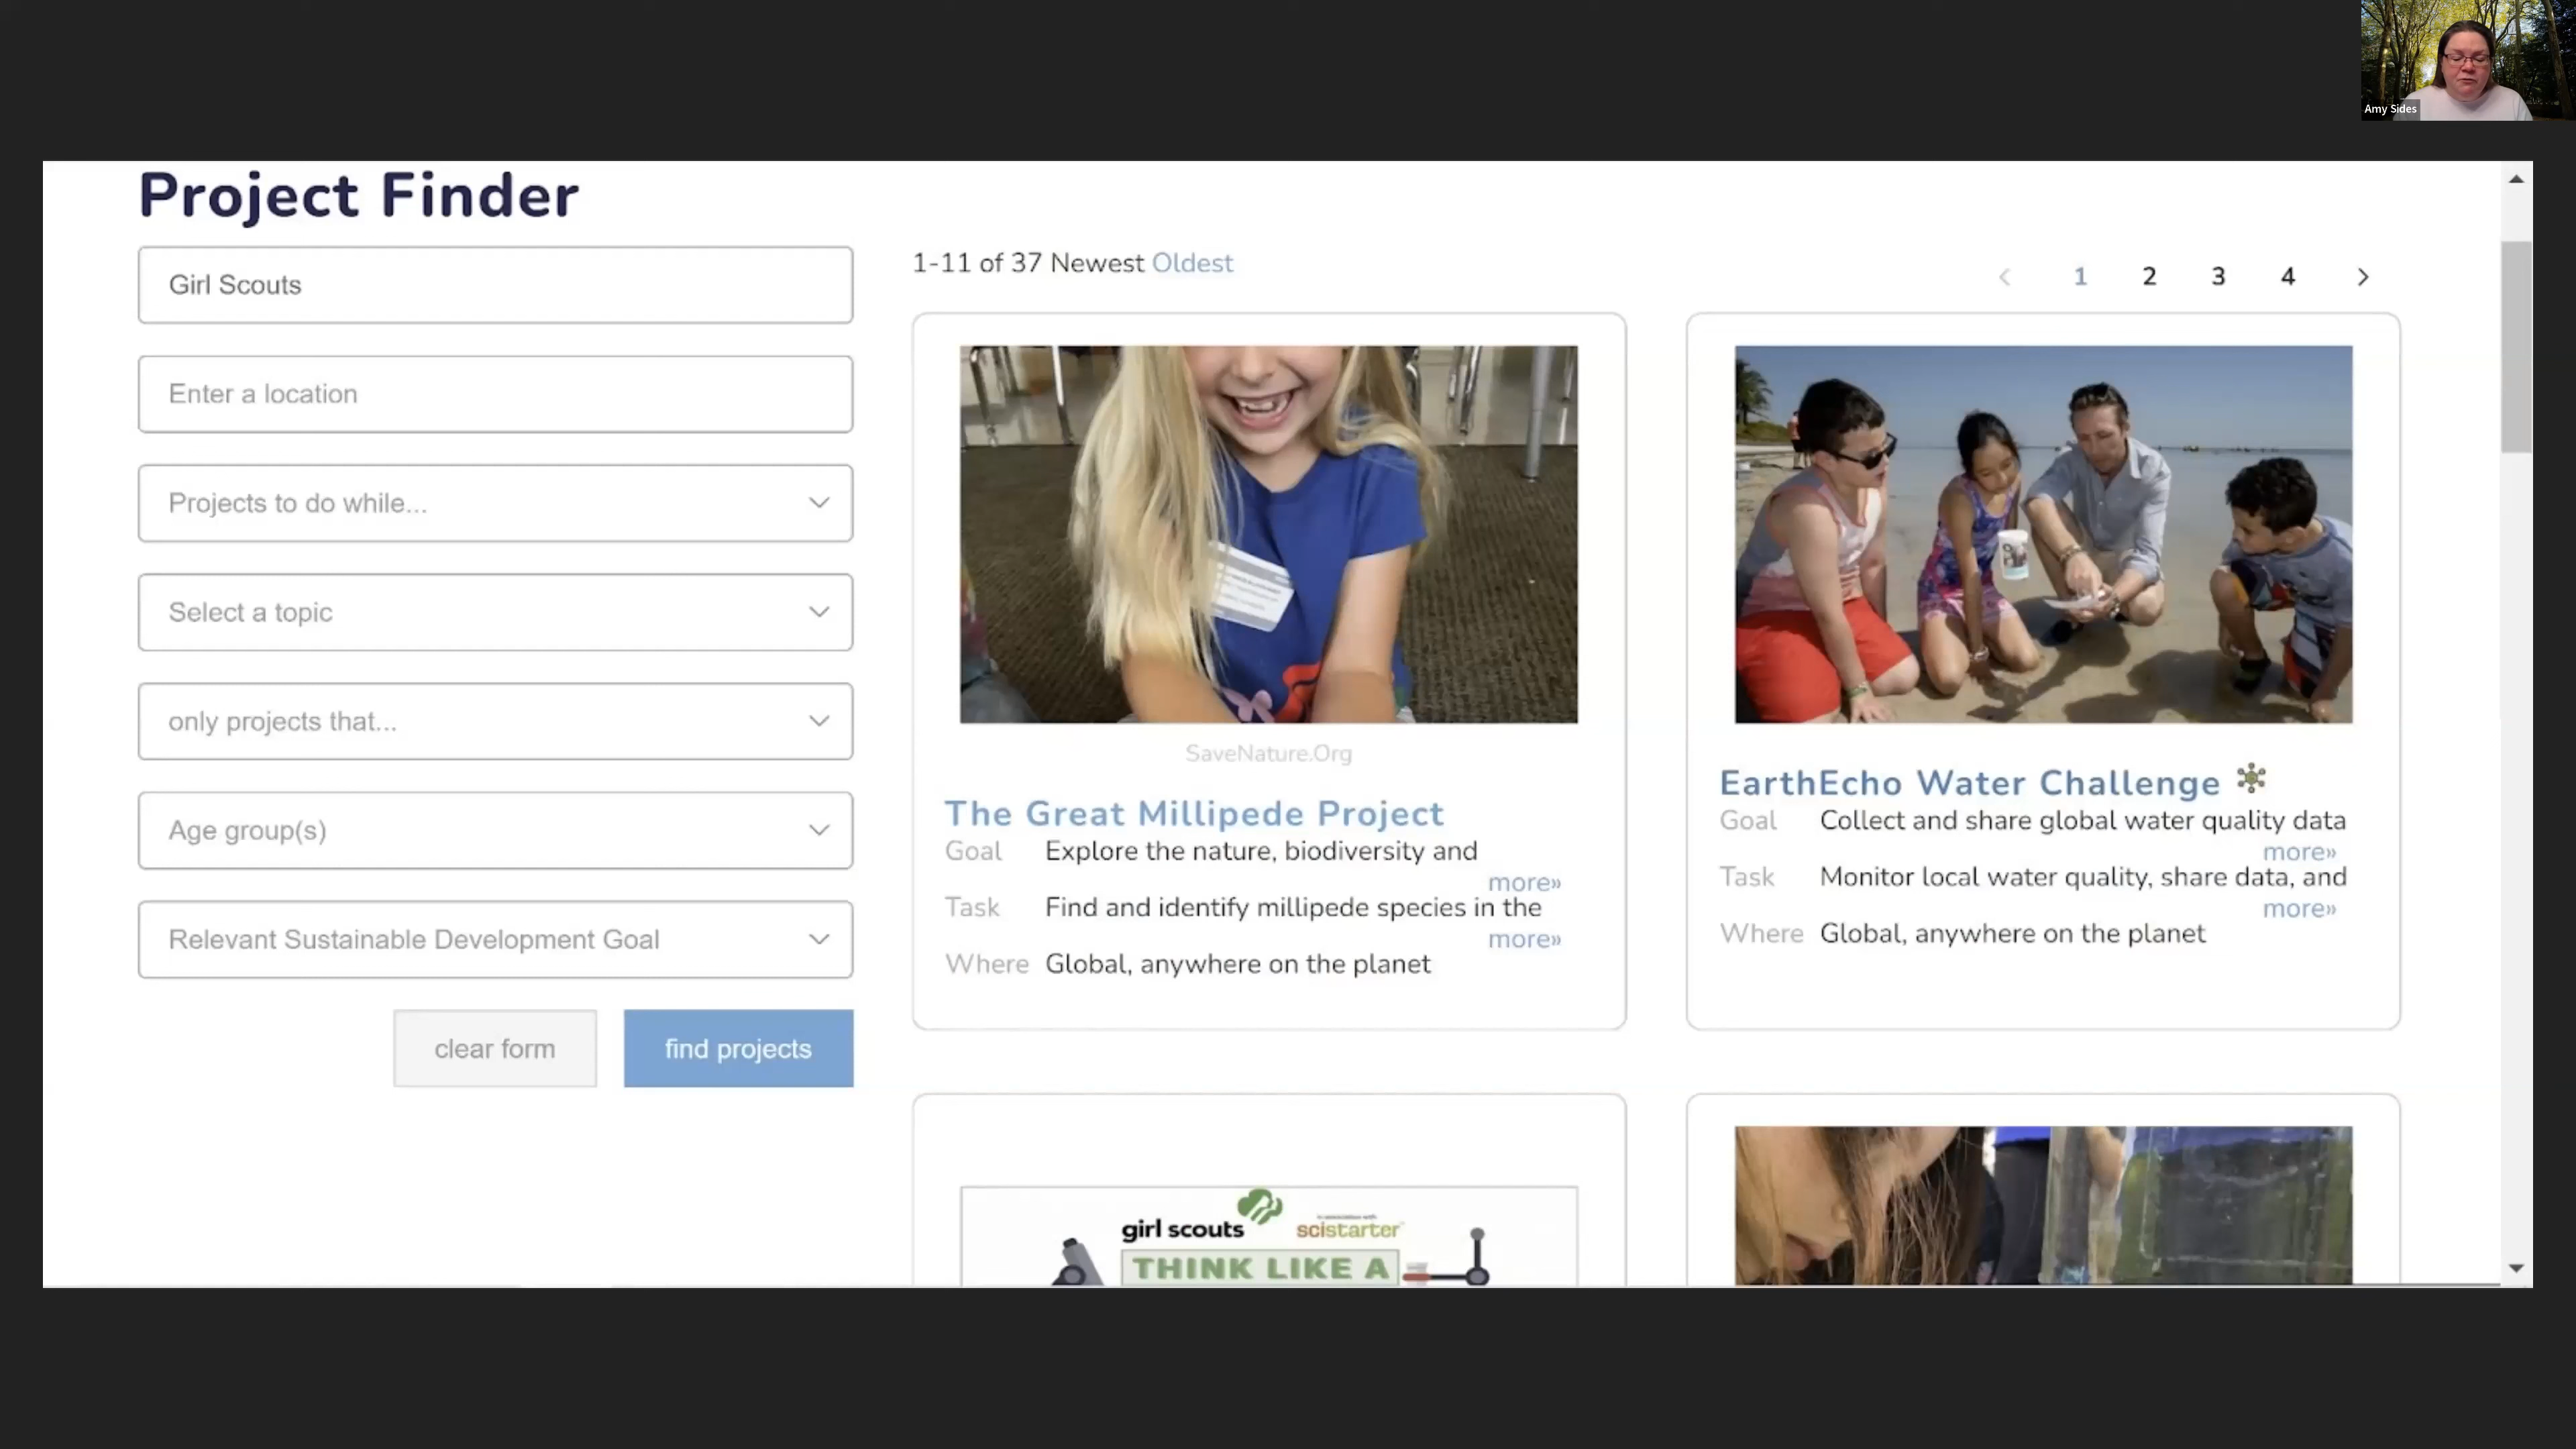 Amy Sides
Project Finder
Girl Scouts
Enter a location
Projects to do while...
Select a topic
only projects that...
Age group(s)
Relevant Sustainable Development Goal
clear form
find projects
1-11 of 37 Newest Oldest
1 2 3 4
SaveNature.Org
The Great Millipede Project
Goal Explore the nature, biodiversity and
more»
Task Find and identify millipede species in the
more»
Where Global, anywhere on the planet
EarthEcho Water Challenge
Goal Collect and share global water quality data
more»
Task Monitor local water quality, share data, and
more»
Where Global, anywhere on the planet
girl scouts
in association with
scistarter
THINK LIKE A